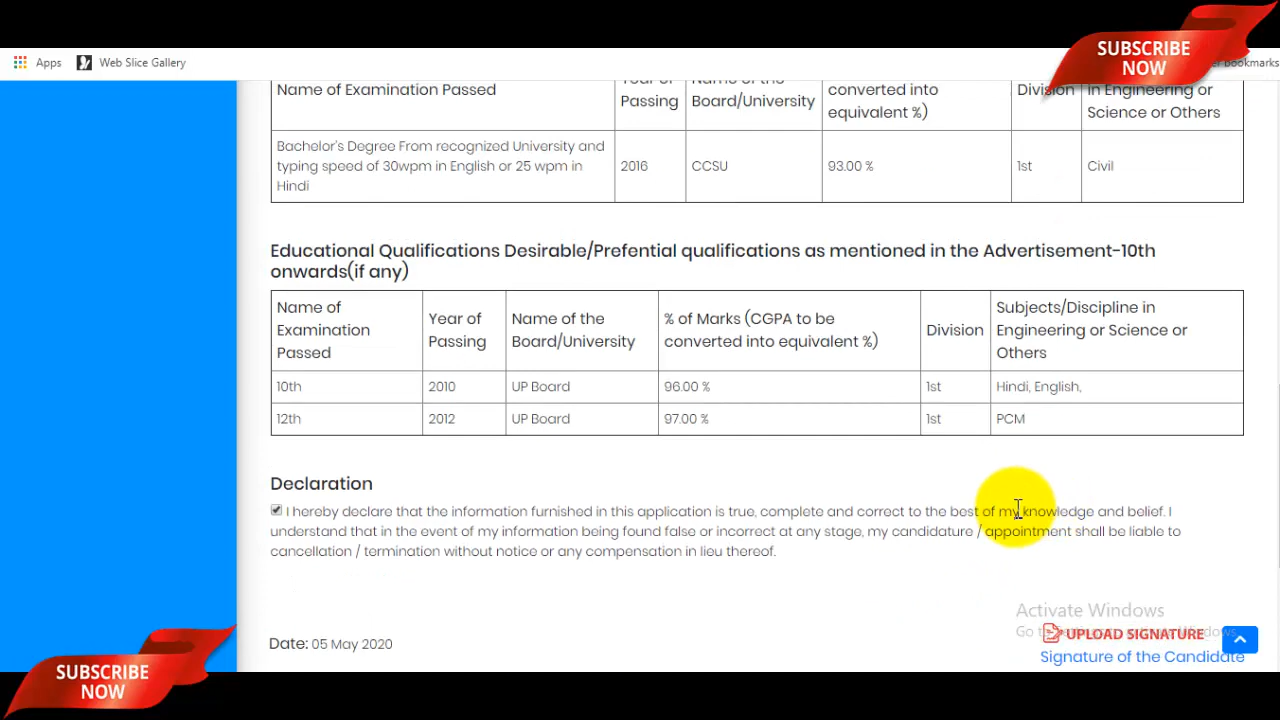 SUBSCRIBE
NOW
Apps Web Slice Gallery bookmarks
Name of Examination Passed
Year of
Passing
Name of the
Board/University
converted into
equivalent %)
Division
in Engineering or
Science or Others
Bachelor's Degree From recognized University and
typing speed of 30wpm in English or 25 wpm in
Hindi
2016
CCSU
93.00 %
1st
Civil
Educational Qualifications Desirable/Prefential qualifications as mentioned in the Advertisement-10th
onwards(if any)
Name of
Examination
Passed
Year of
Passing
Name of the
Board/University
% of Marks (CGPA to be
converted into equivalent %)
Division
Subjects/Discipline in
Engineering or Science or
Others
10th 2010 UP Board 96.00 % 1st Hindi, English,
12th 2012 UP Board 97.00 % 1st PCM
Declaration
I hereby declare that the information furnished in this application is true, complete and correct to the best of my knowledge and belief. I
understand that in the event of my information being found false or incorrect at any stage, my candidature / appointment shall be liable to
cancellation / termination without notice or any compensation in lieu thereof.
Activate Windows
Date: 05 May 2020
UPLOAD SIGNATURE
Signature of the Candidate
SUBSCRIBE
NOW